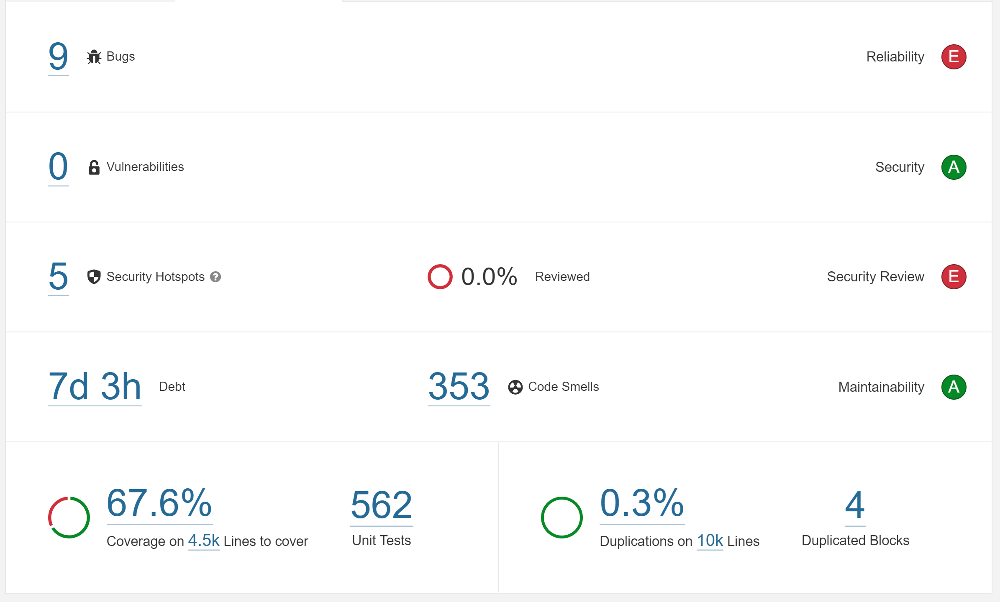 9 Bugs Reliability E
0 Vulnerabilities Security A
5 Security Hotspots ? 0.0% Reviewed Security Review E
7d 3h Debt 353 Code Smells Maintainability A
67.6% 562 0.3% 4
Coverage on 4.5k Lines to cover Unit Tests Duplications on 10k Lines Duplicated Blocks